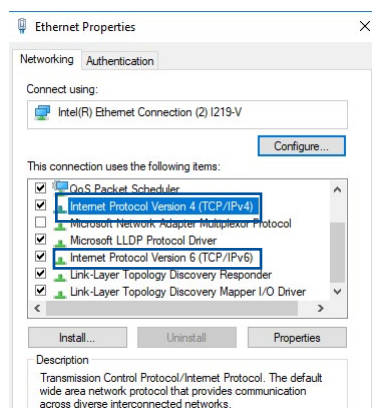 Ethernet Properties
Networking Authentication
Connect using:
Intel(R) Ethernet Connection (2) I219-V
Configure...
This connection uses the following items:
QoS Packet Scheduler
Internet Protocol Version 4 (TCP/IPv4)
Microsoft Network Adapter Multiplexor Protocol
Microsoft LLDP Protocol Driver
Internet Protocol Version 6 (TCP/IPv6)
Link-Layer Topology Discovery Responder
Link-Layer Topology Discovery Mapper I/O Driver
Install... Uninstall Properties
Description
Transmission Control Protocol/Internet Protocol. The default
wide area network protocol that provides communication
across diverse interconnected networks.